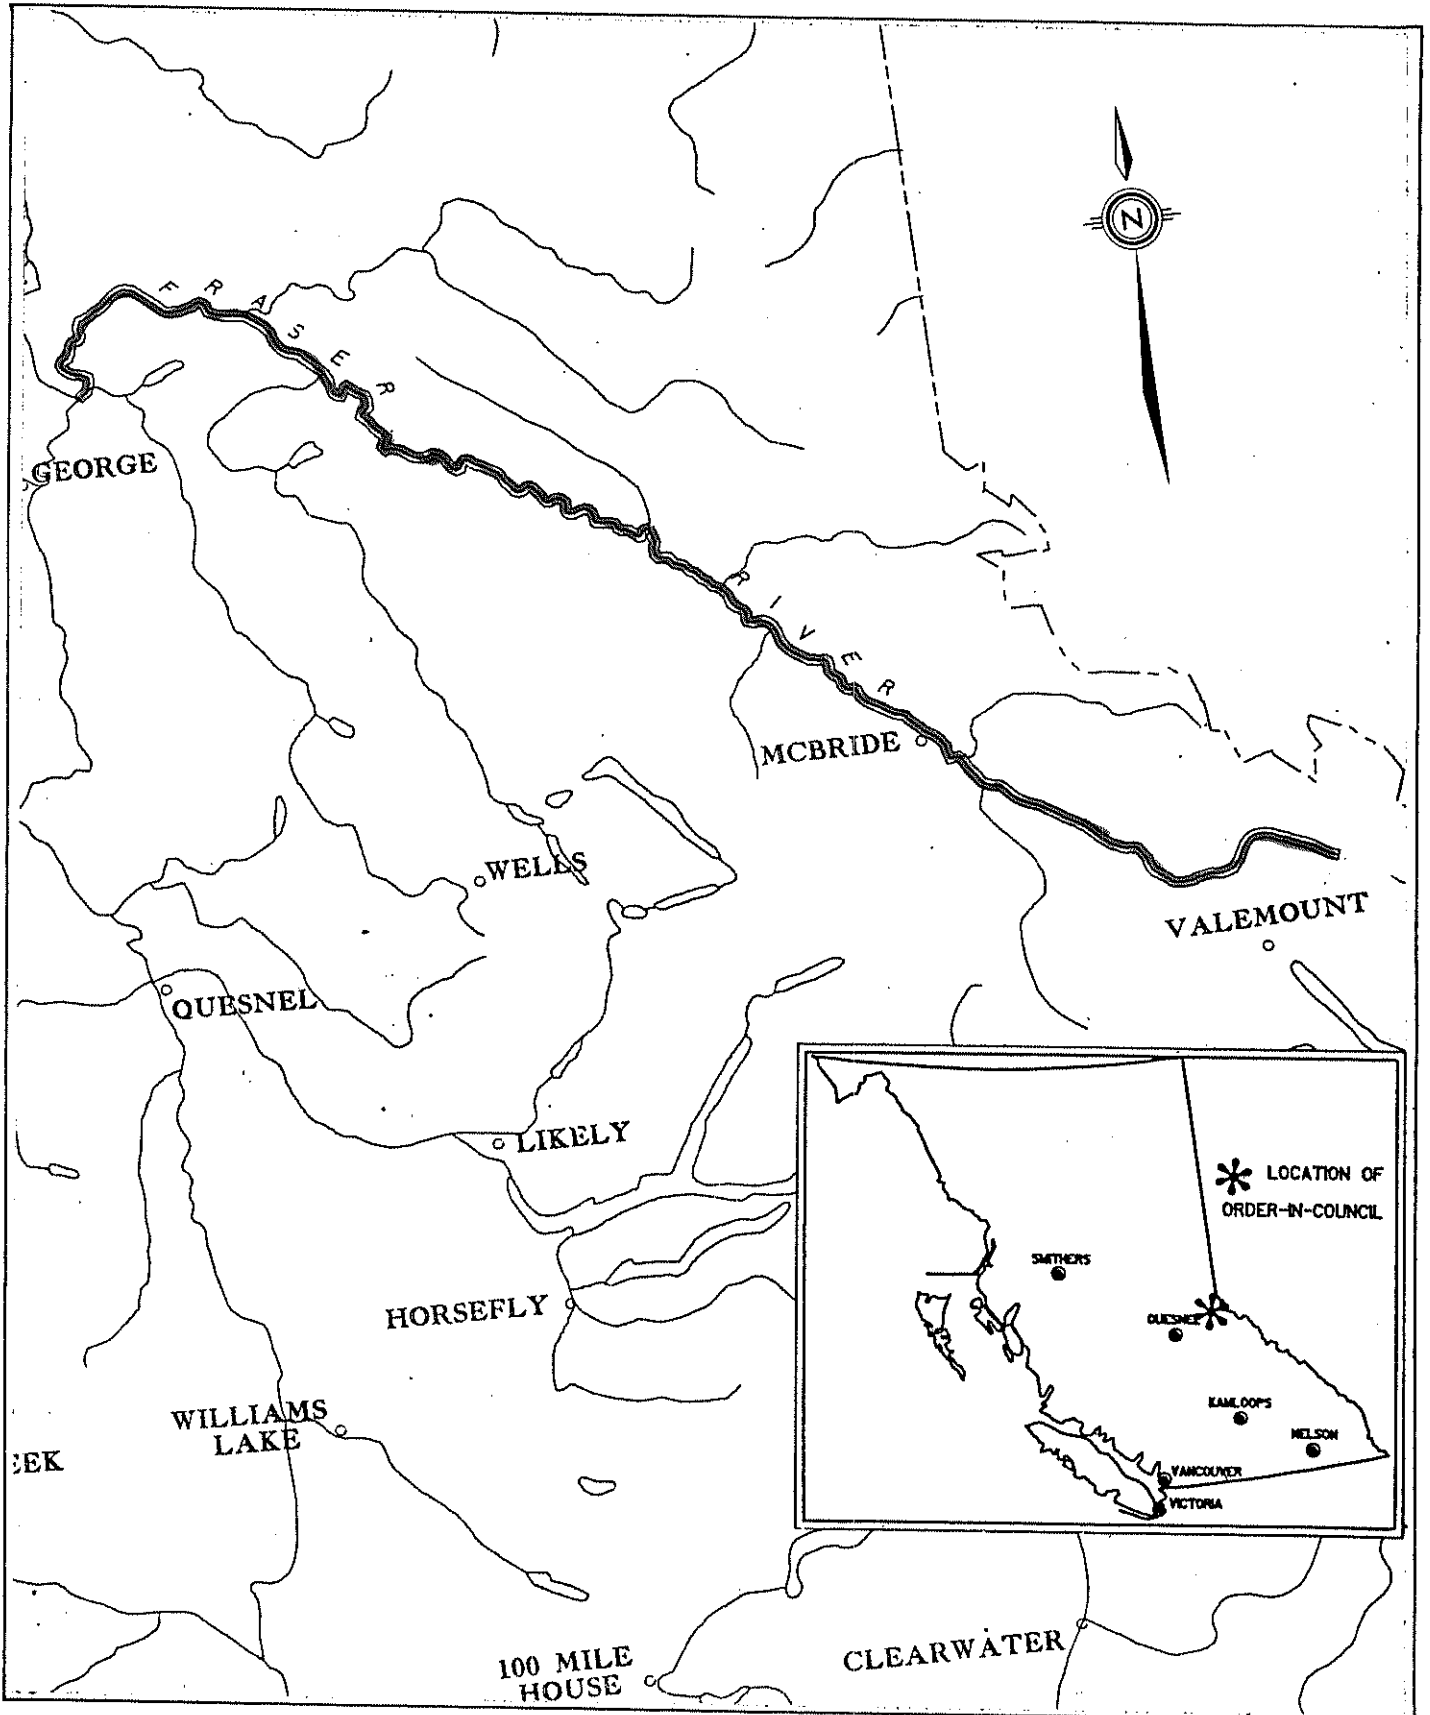 N
FRASER
GEORGE
RIVER
MCBRIDE
WELLS
VALEMOUNT
QUESNEL
LIKELY
LOCATION OF
ORDER-IN-COUNCIL
SMITHERS
HORSEFLY
QUESNEL
KAMLOOPS
WILLIAMS
LAKE
NELSON
EEK
VANCOUVER
VICTORIA
100 MILE
HOUSE
CLEARWATER